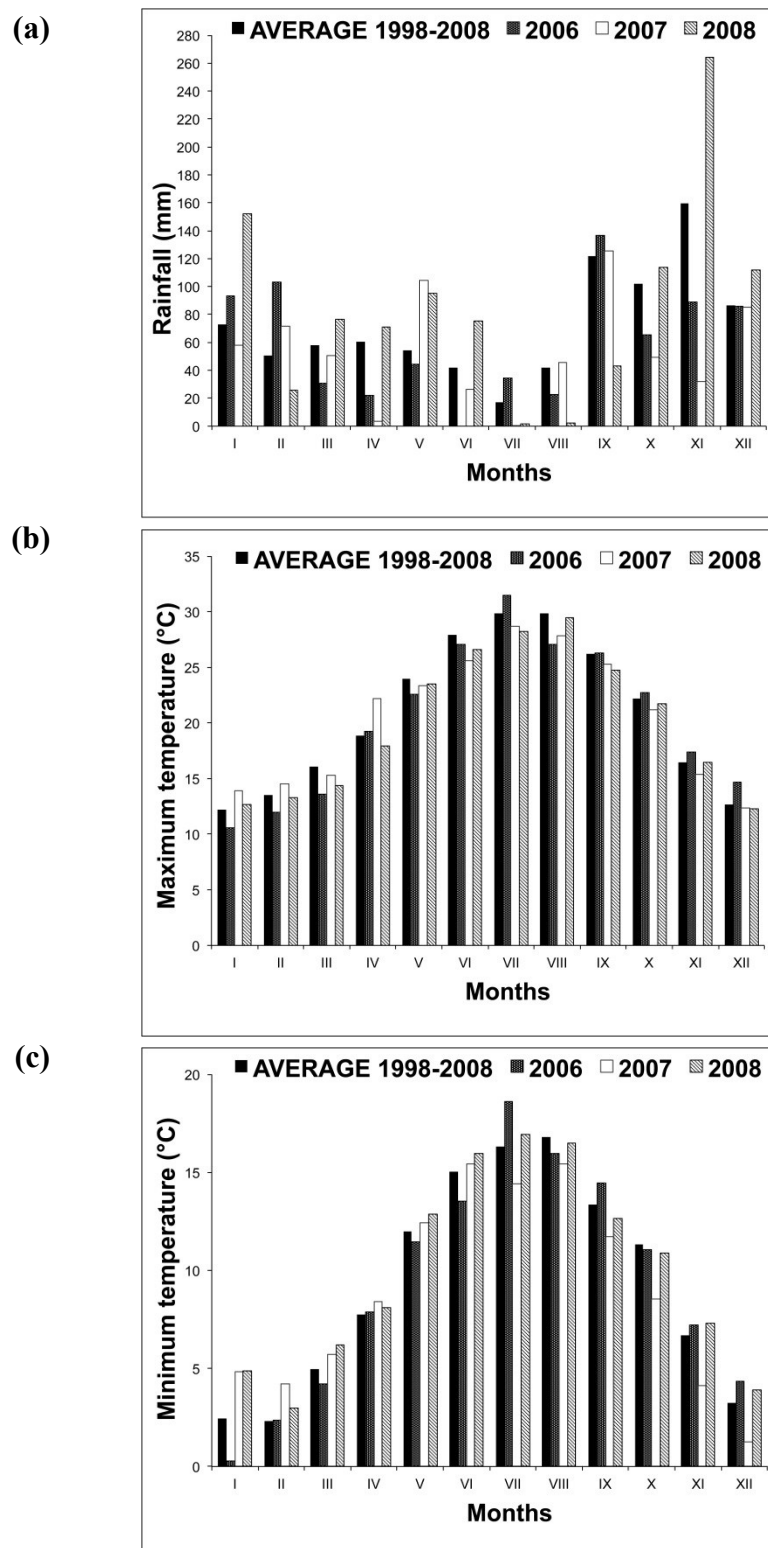 (a)
AVERAGE 1998-2008 2006 2007 2008
280
260
240
220
200
180
160
140
120
100
80
60
40
20
0
Rainfall (mm)
I II III IV V VI VII VIII IX X XI XII
Months
(b)
AVERAGE 1998-2008 2006 2007 2008
35
30
25
20
15
10
5
0
Maximum temperature (°C)
I II III IV V VI VII VIII IX X XI XII
Months
(c)
AVERAGE 1998-2008 2006 2007 2008
20
15
10
5
0
Minimum temperature (°C)
I II III IV V VI VII VIII IX X XI XII
Months